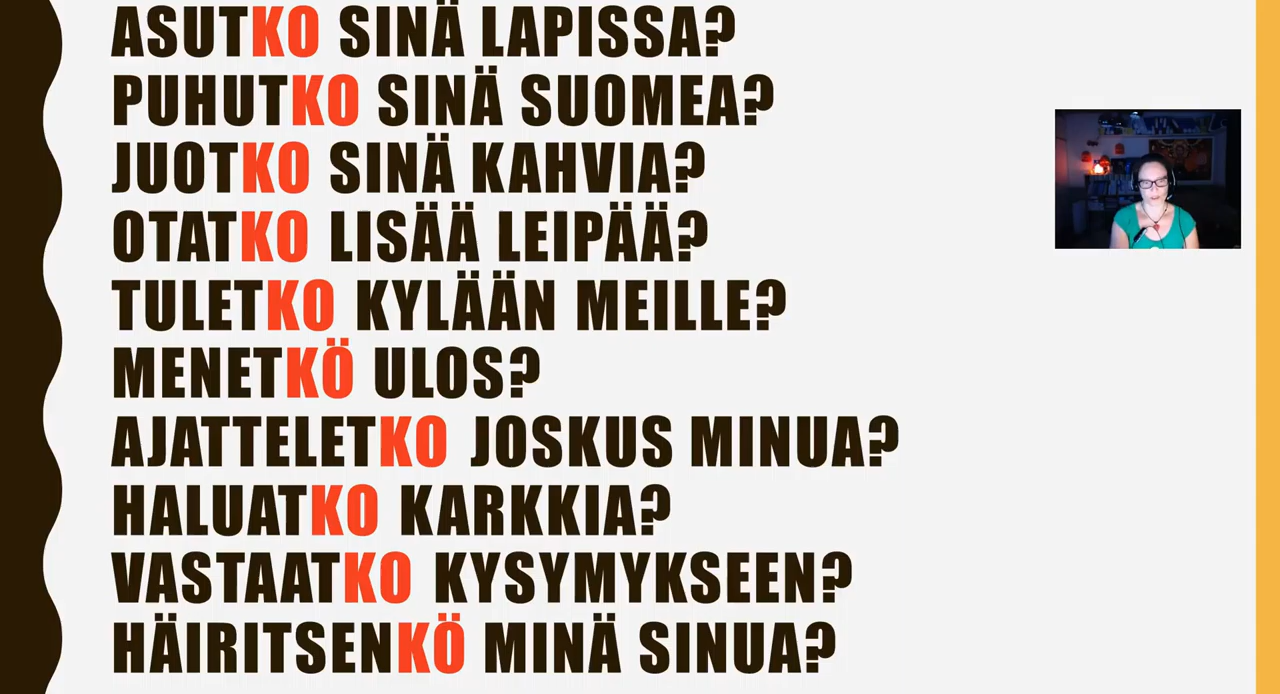 ASUTKO SINÄ LAPISSA?
PUHUTKO SINÄ SUOMEA?
JUOTKO SINÄ KAHVIA?
OTATKO LISÄÄ LEIPÄÄ?
TULETKO KYLÄÄN MEILLE?
MENETKÖ ULOS?
AJATTELETKO JOSKUS MINUA?
HALUATKO KARKKIA?
VASTAATKO KYSYMYKSEEN?
HÄIRITSENKÖ MINÄ SINUA?